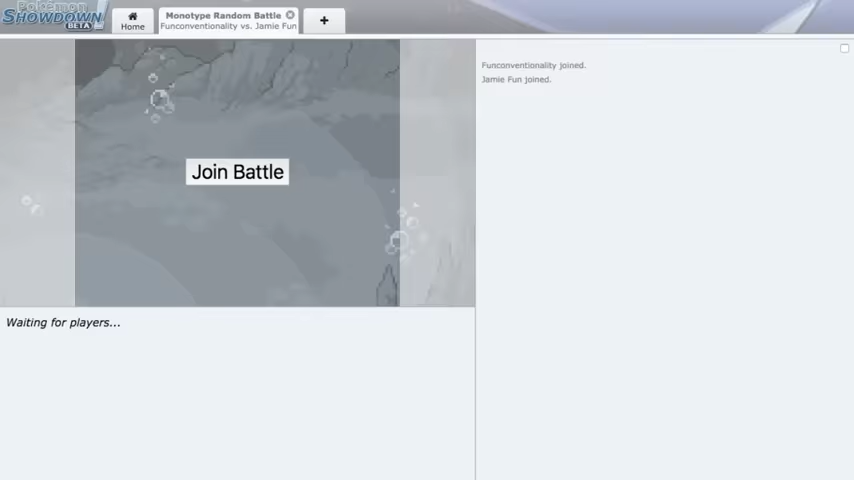 Pokémon
SHOWDOWN!
BETA
Home
Monotype Random Battle
Funconventionality vs. Jamie Fun
+
Funconventionality joined.
Jamie Fun joined.
Join Battle
Waiting for players...